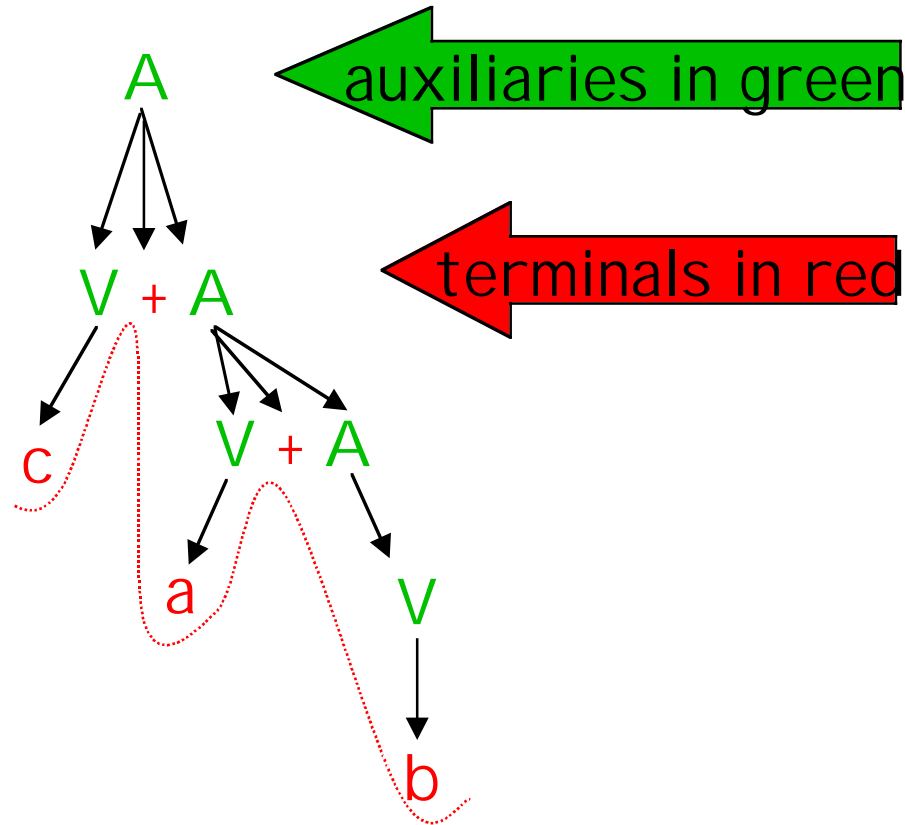 A
auxiliaries in green
V + A
terminals in red
c
V + A
a
V
b